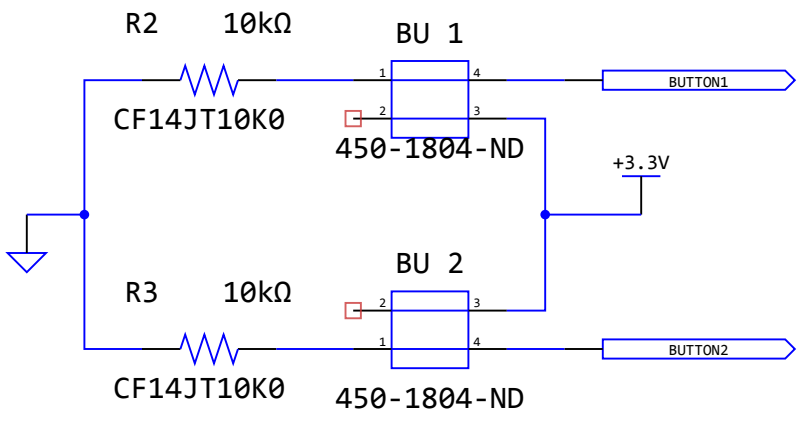 R2 10kΩ BU 1
1 4 BUTTON1
CF14JT10K0 2 3
450-1804-ND
+3.3V
BU 2
R3 10kΩ 2 3
1 4 BUTTON2
CF14JT10K0 450-1804-ND